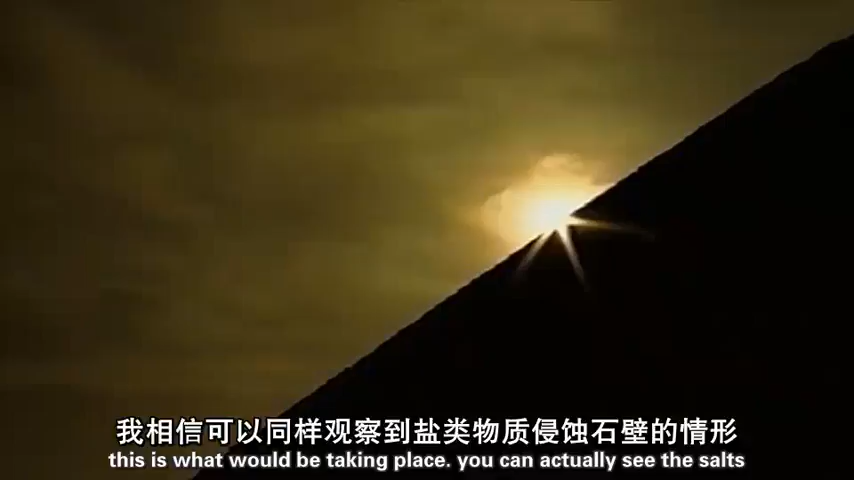 我相信可以同样观察到盐类物质侵蚀石壁的情形
this is what would be taking place. you can actually see the salts